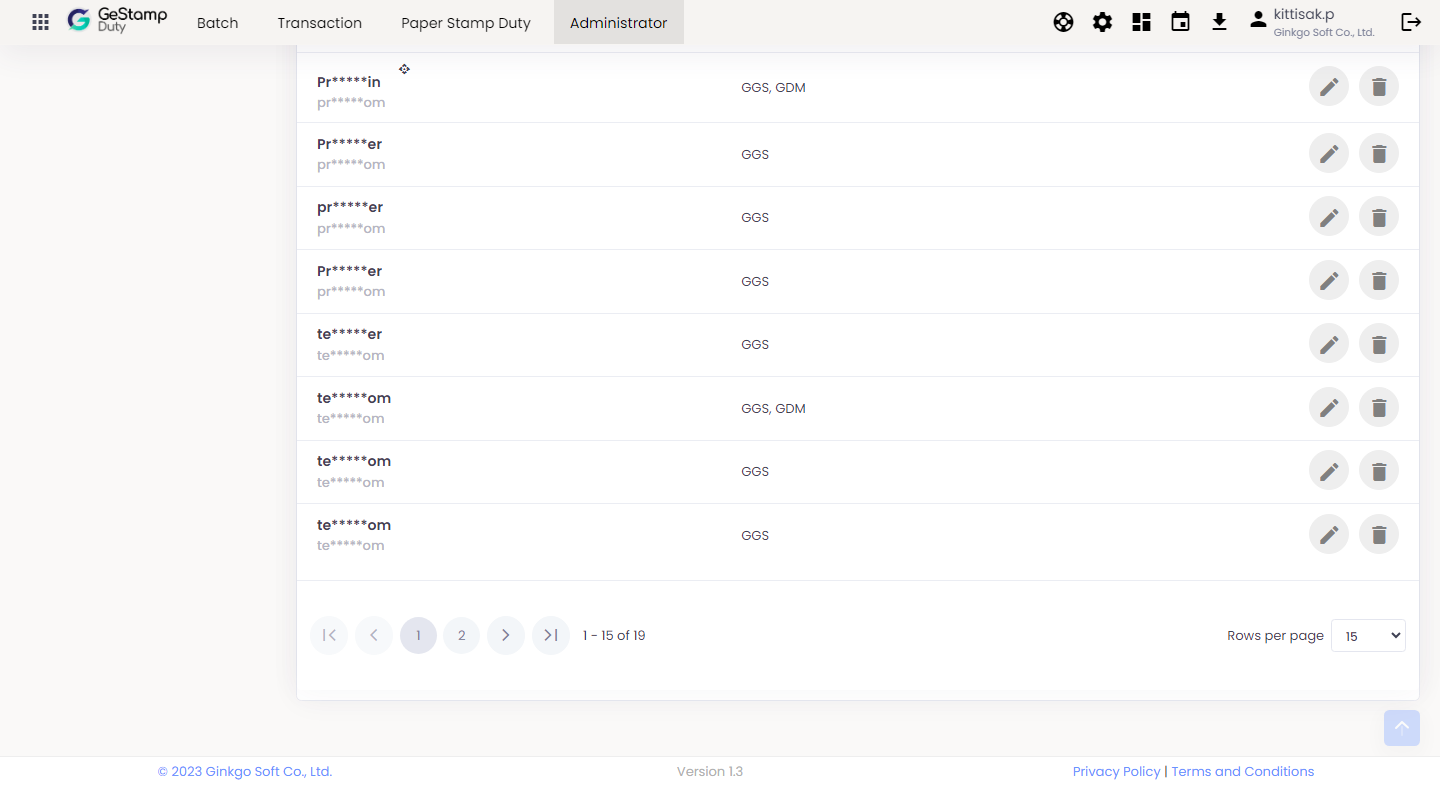 GeStamp
Duty
Batch
Transaction
Paper Stamp Duty
Administrator
kittisak.p
Ginkgo Soft Co., Ltd.
Pr*****in
pr*****om
GGS, GDM
Pr*****er
pr*****om
GGS
pr*****er
pr*****om
GGS
Pr*****er
pr*****om
GGS
te*****er
te*****om
GGS
te*****om
te*****om
GGS, GDM
te*****om
te*****om
GGS
te*****om
te*****om
GGS
1
2
1 - 15 of 19
Rows per page
15
© 2023 Ginkgo Soft Co., Ltd.
Version 1.3
Privacy Policy | Terms and Conditions